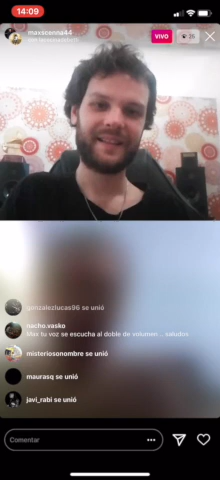 14:09
maxicenna44
VIVO
gonzalezlucas96 se unió
nacho.vasko
Max tu voz se escucha al doble de volumen ...saludos
misteriosonombre se unió
maurasq se unió
javi_rabi se unió
Comentar